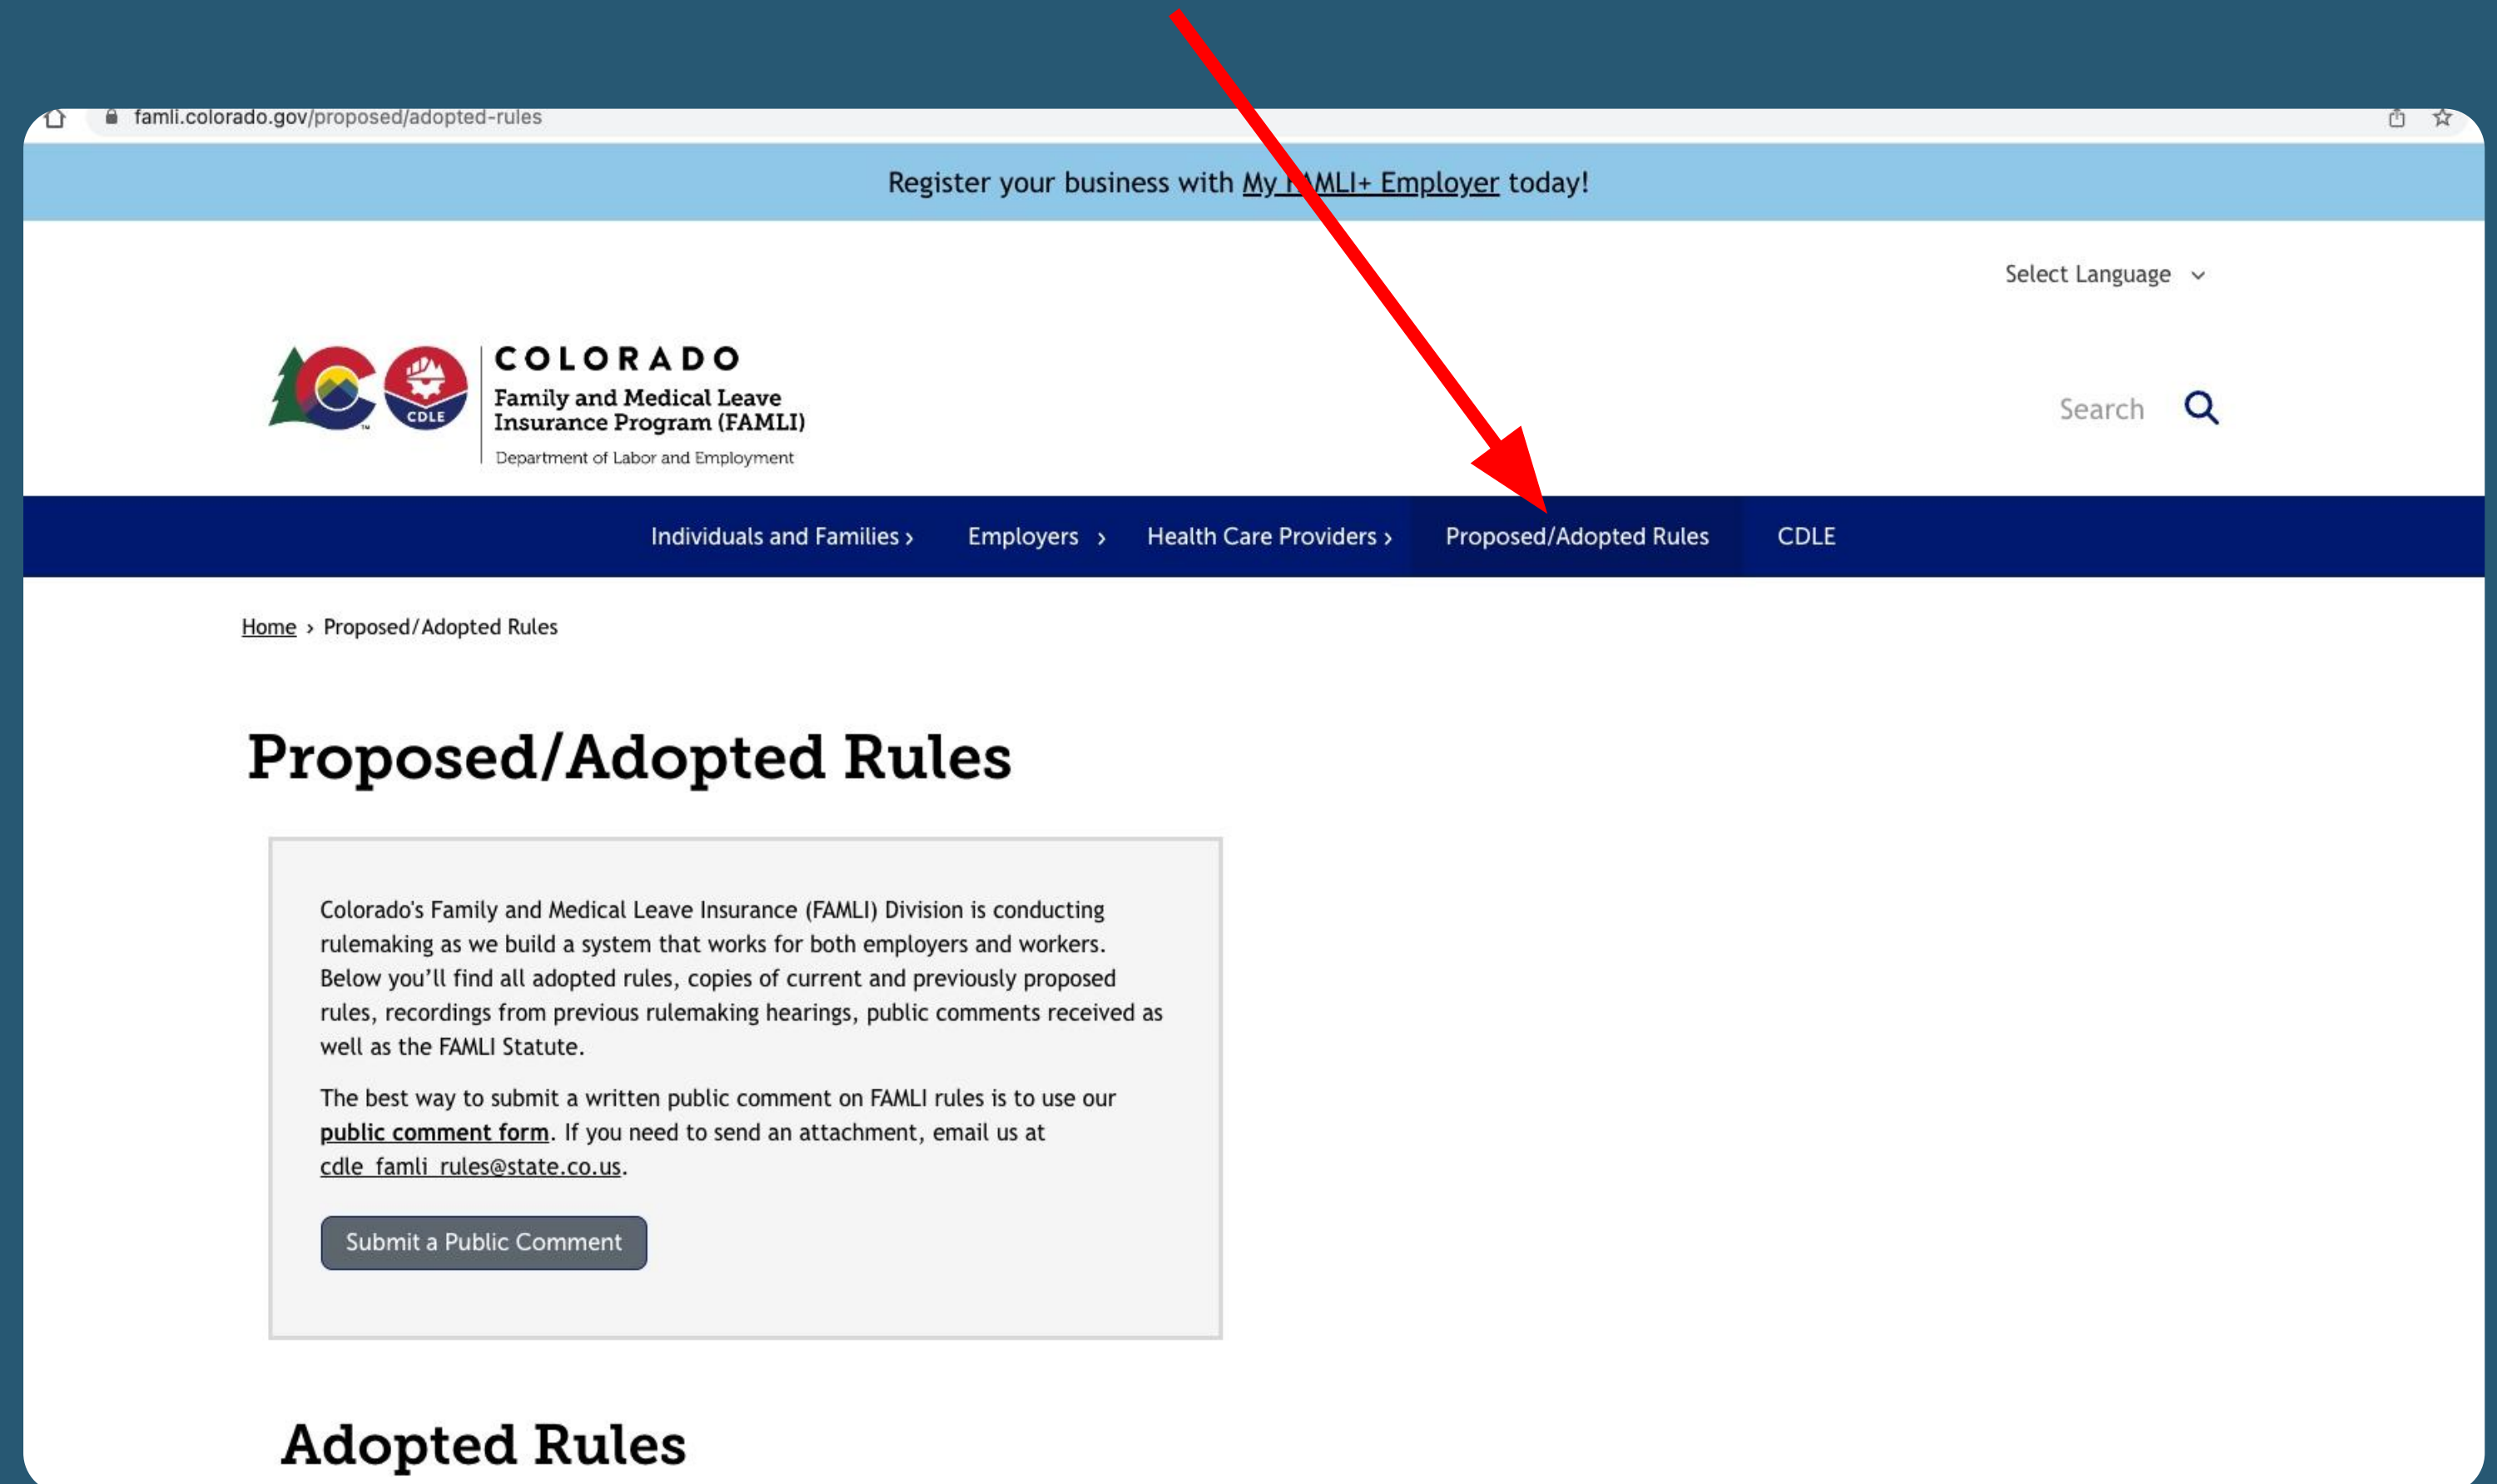 famli.colorado.gov/proposed/adopted-rules
Register your business with My FAMLI+ Employer today!
Select Language
COLORADO
Family and Medical Leave
Insurance Program (FAMLI)
Department of Labor and Employment
CDLE
TM
Search
Individuals and Families › Employers › Health Care Providers › Proposed/Adopted Rules CDLE
Home › Proposed/Adopted Rules
Proposed/Adopted Rules
Colorado's Family and Medical Leave Insurance (FAMLI) Division is conducting
rulemaking as we build a system that works for both employers and workers.
Below you’ll find all adopted rules, copies of current and previously proposed
rules, recordings from previous rulemaking hearings, public comments received as
well as the FAMLI Statute.
The best way to submit a written public comment on FAMLI rules is to use our
public comment form. If you need to send an attachment, email us at
cdle_famli_rules@state.co.us.
Submit a Public Comment
Adopted Rules